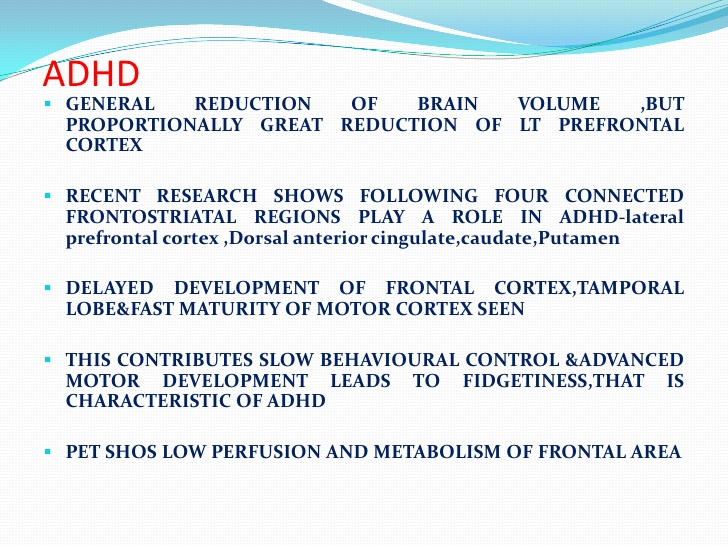 ADHD
▪ GENERAL REDUCTION OF BRAIN VOLUME ,BUT
PROPORTIONALLY GREAT REDUCTION OF LT PREFRONTAL
CORTEX
▪ RECENT RESEARCH SHOWS FOLLOWING FOUR CONNECTED
FRONTOSTRIATAL REGIONS PLAY A ROLE IN ADHD-lateral
prefrontal cortex ,Dorsal anterior cingulate,caudate,Putamen
▪ DELAYED DEVELOPMENT OF FRONTAL CORTEX,TAMPORAL
LOBE&FAST MATURITY OF MOTOR CORTEX SEEN
▪ THIS CONTRIBUTES SLOW BEHAVIOURAL CONTROL &ADVANCED
MOTOR DEVELOPMENT LEADS TO FIDGETINESS,THAT IS
CHARACTERISTIC OF ADHD
▪ PET SHOS LOW PERFUSION AND METABOLISM OF FRONTAL AREA